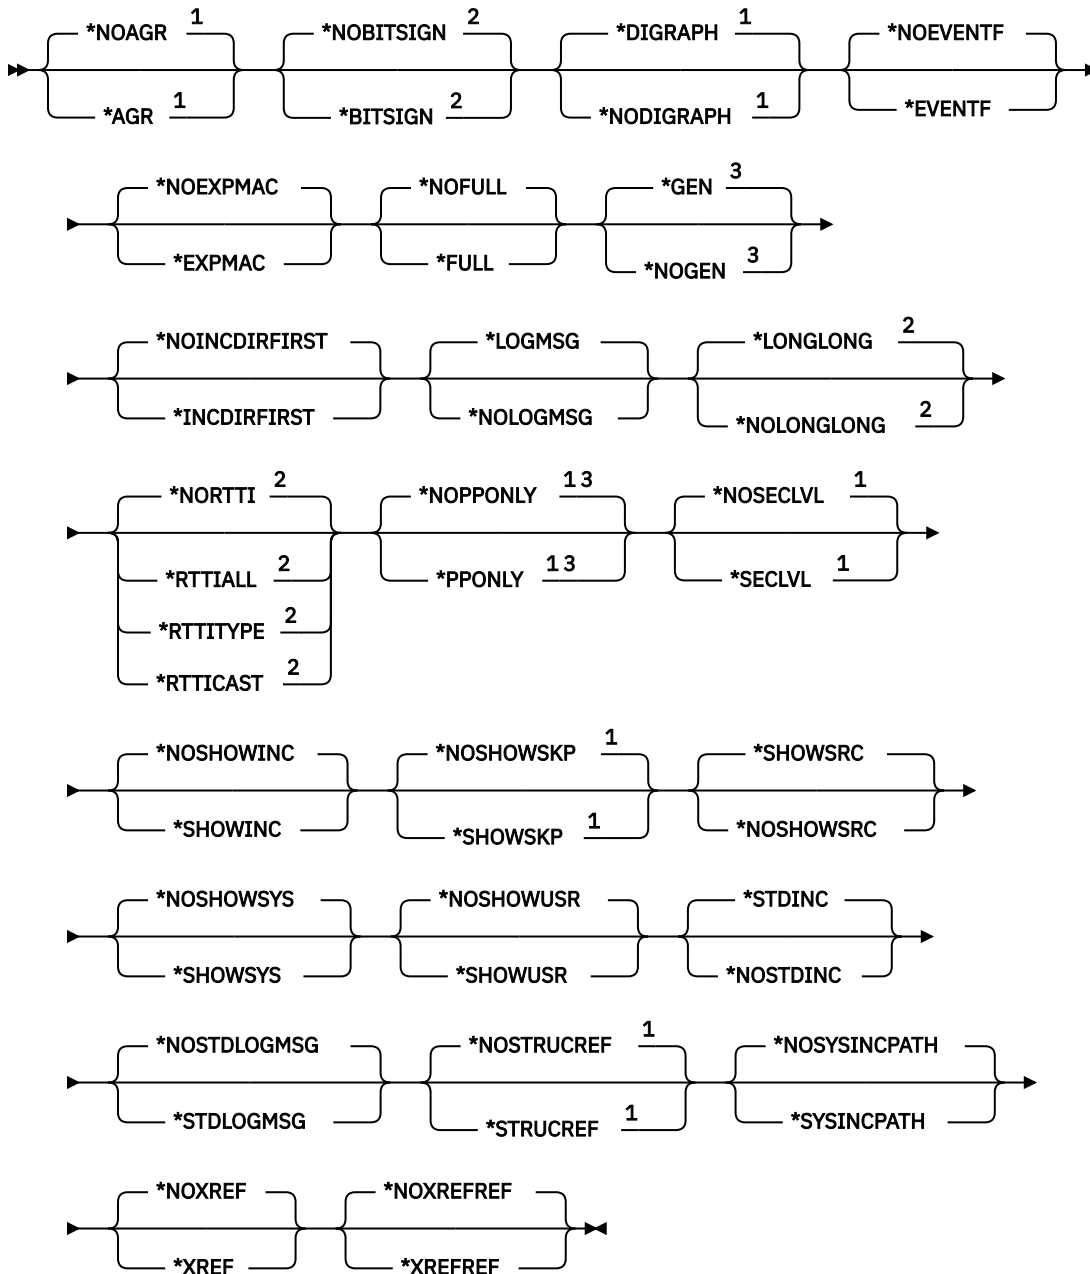 *NOAGR 1 *NOBITSIGN 2 *DIGRAPH 1 *NOEVENTF
*AGR 1 *BITSIGN 2 *NODIGRAPH 1 *EVENTF
*NOEXPMAC *NOFULL *GEN 3
*EXPMAC *FULL *NOGEN 3
*NOINCDIRFIRST *LOGMSG *LONGLONG 2
*INCDIRFIRST *NOLOGMSG *NOLONGLONG 2
*NORTTI 2 *NOPPONLY 1 3 *NOSECLVL 1
*RTTIALL 2 *PPONLY 1 3 *SECLVL 1
*RTTITYPE 2
*RTTICAST 2
*NOSHOWINC *NOSHOWSKP 1 *SHOWSRC
*SHOWINC *SHOWSKP 1 *NOSHOWSRC
*NOSHOWSYS *NOSHOWUSR *STDINC
*SHOWSYS *SHOWUSR *NOSTDINC
*NOSTDLOGMSG *NOSTRUCREF 1 *NOSYSINCPATH
*STDLOGMSG *STRUCREF 1 *SYSINCPATH
*NOXREF *NOXREFREF
*XREF *XREFREF